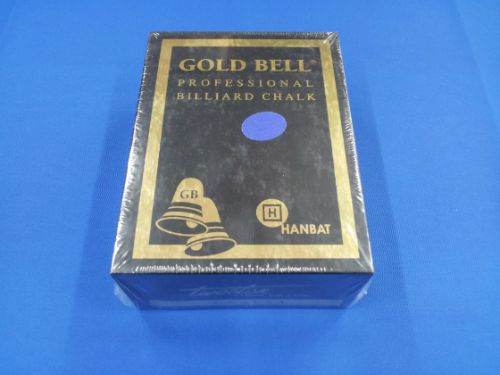 GOLD BELL®
PROFESSIONAL
BILLIARD CHALK
GB
H
HANBAT